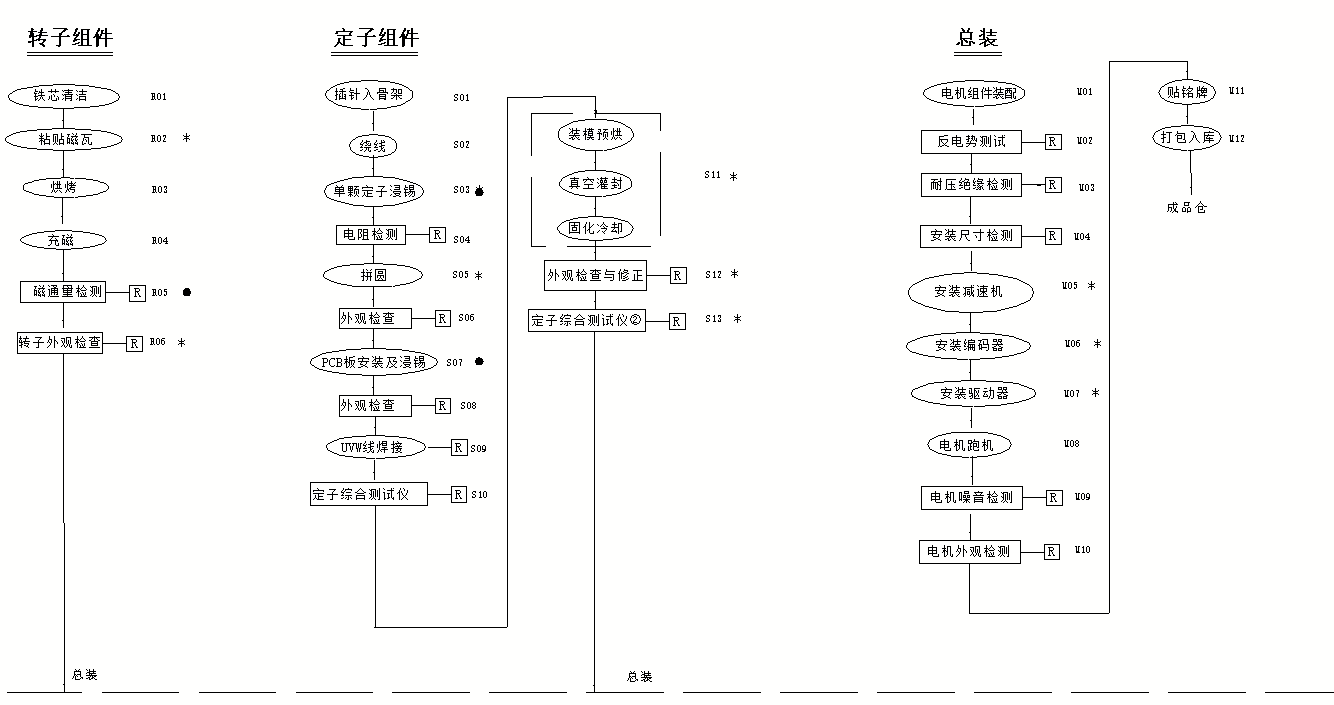 转子组件
铁芯清洁 R01
粘贴磁瓦 R02 *
烘烤 R03
充磁 R04
磁通量检测 R R05 ●
转子外观检查 R R06 *
总装
定子组件
插针入骨架 S01
绕线 S02
单颗定子浸锡 S03 *
电阻检测 R S04
拼圆 S05 *
外观检查 R S06
PCB板安装及浸锡 S07 ●
外观检查 R S08
UVW线焊接 R S09
定子综合测试仪 R S10
装模预烘
真空灌封 S11 *
固化冷却
外观检查与修正 R S12 *
定子综合测试仪② R S13 *
总装
总装
电机组件装配 M01
反电势测试 R M02
耐压绝缘检测 R M03
安装尺寸检测 R M04
安装减速机 M05 *
安装编码器 M06 *
安装驱动器 M07 *
电机跑机 M08
电机噪音检测 R M09
电机外观检测 R M10
贴铭牌 M11
打包入库 M12
成品仓